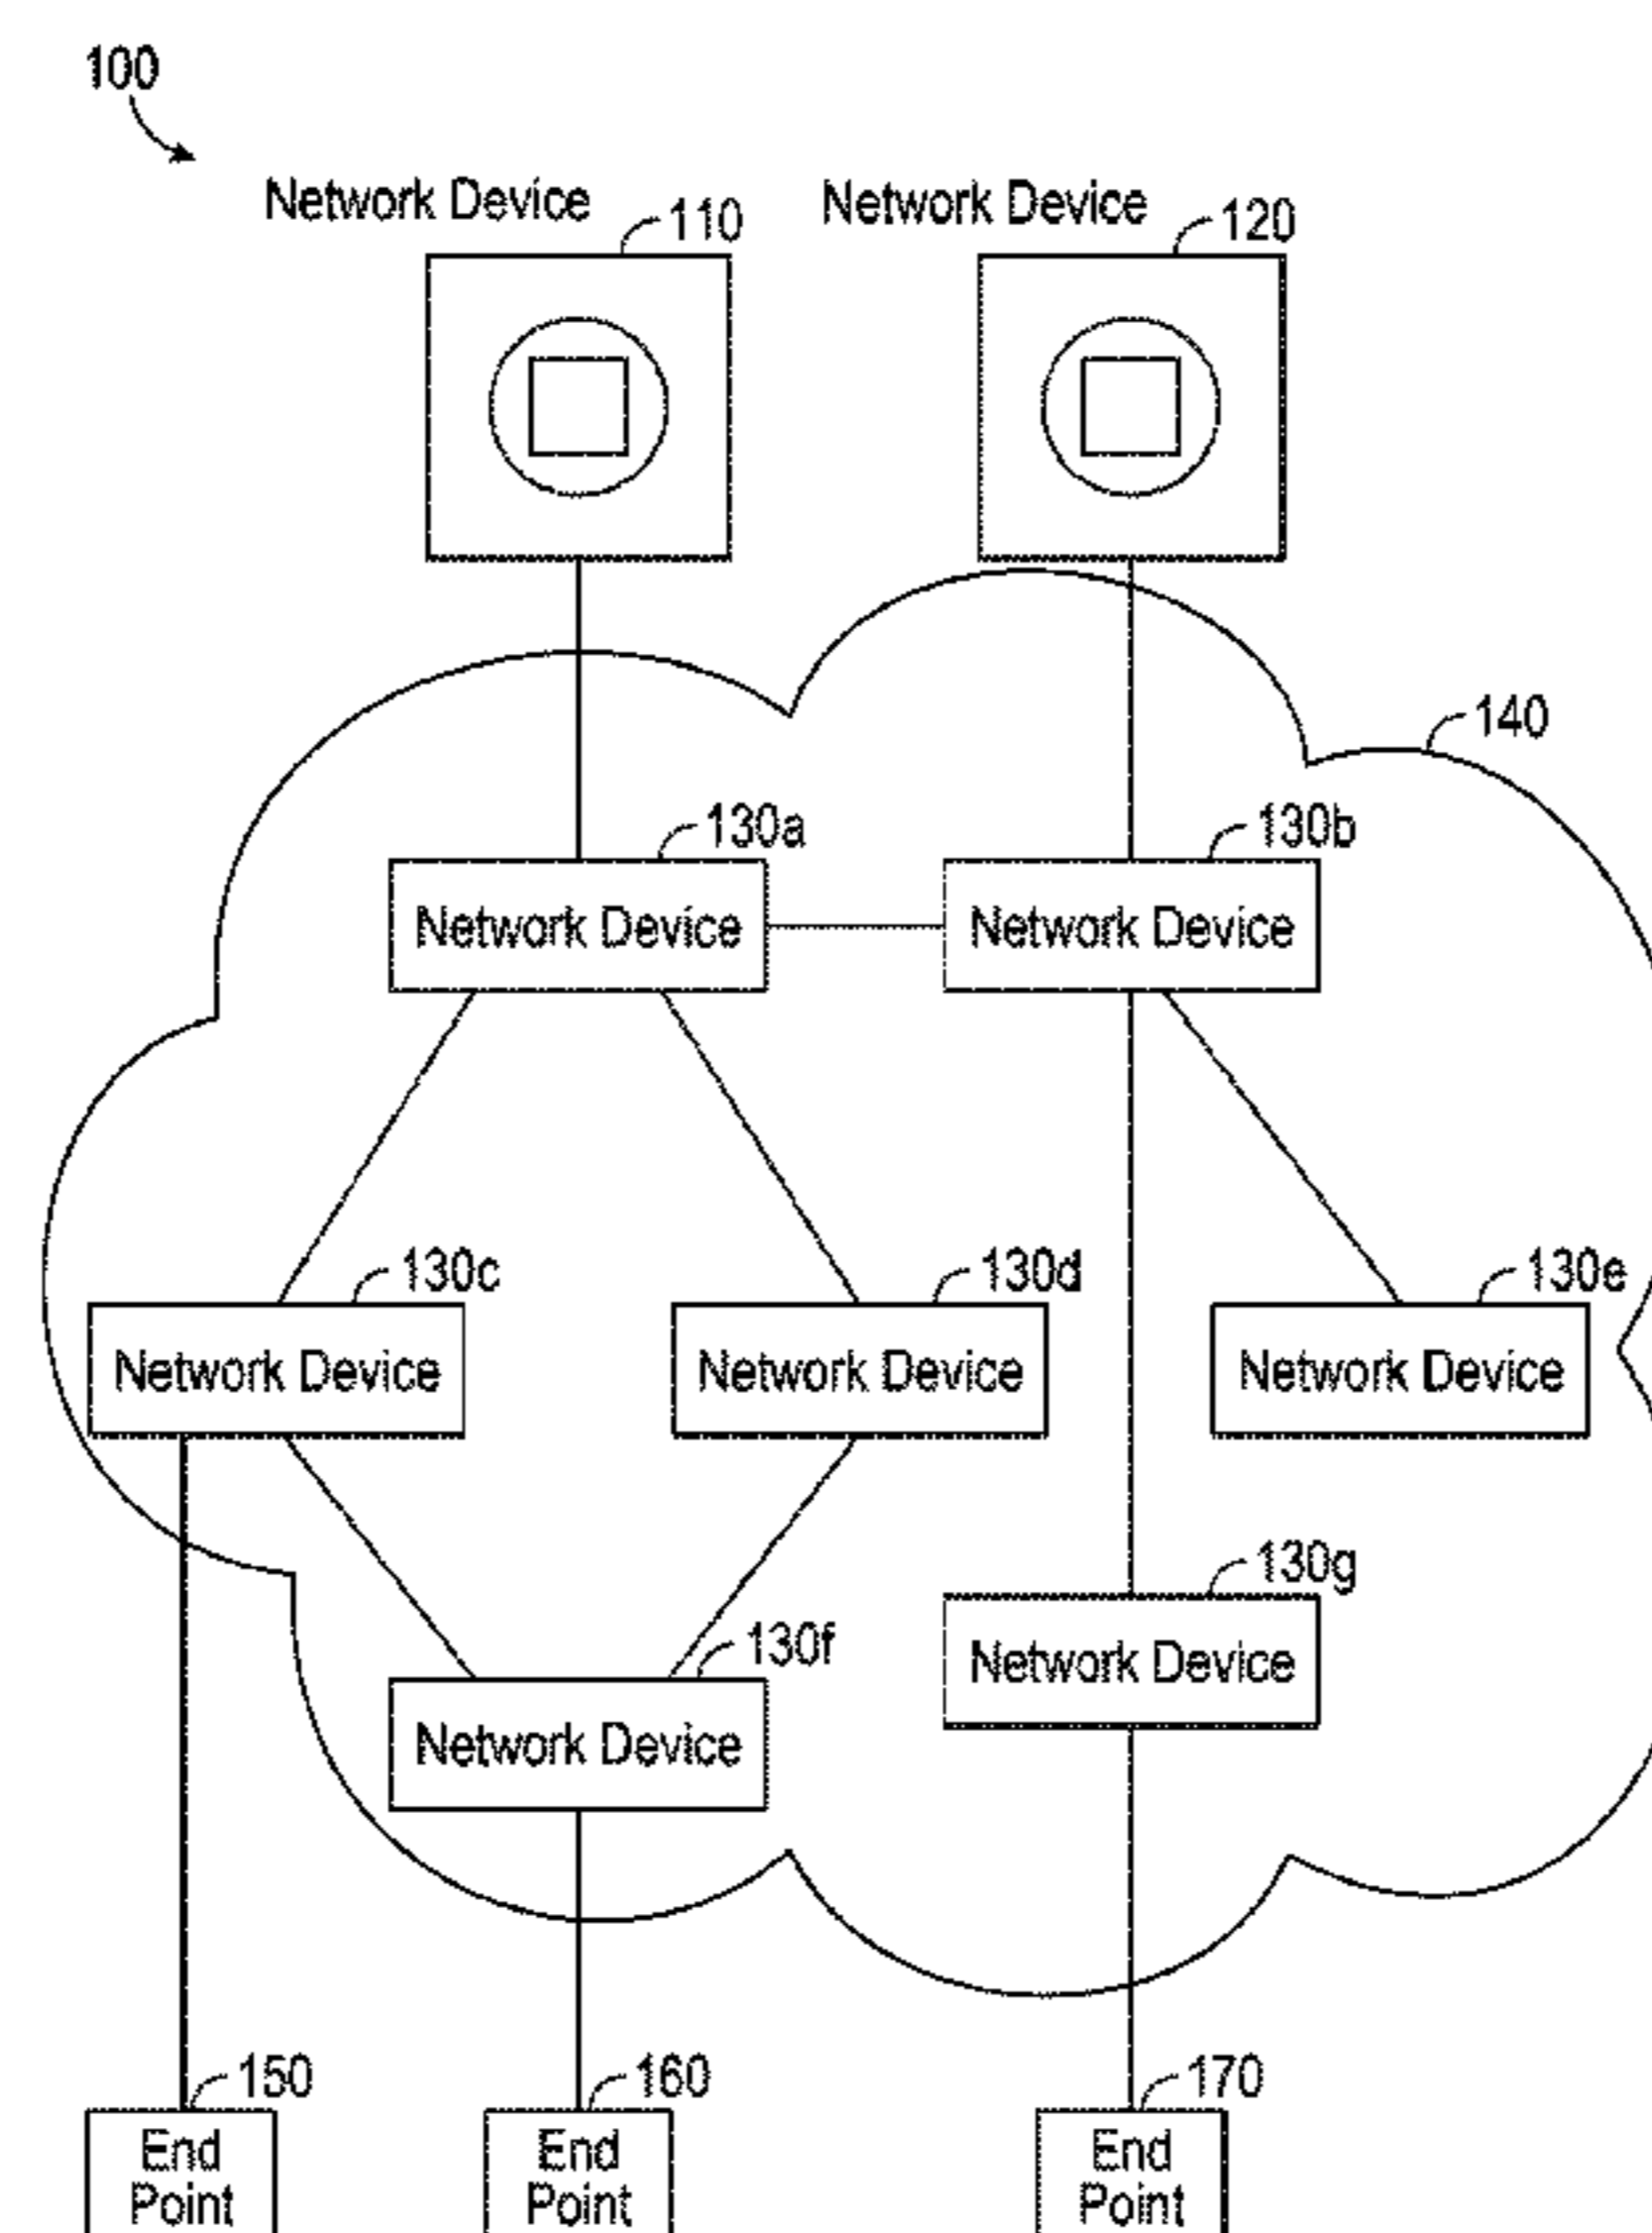 100
Network Device
110
Network Device
120
140
130a
130b
Network Device
Network Device
130c
130d
130e
Network Device
Network Device
Network Device
130g
130f
Network Device
Network Device
150
160
170
End
Point
End
Point
End
Point